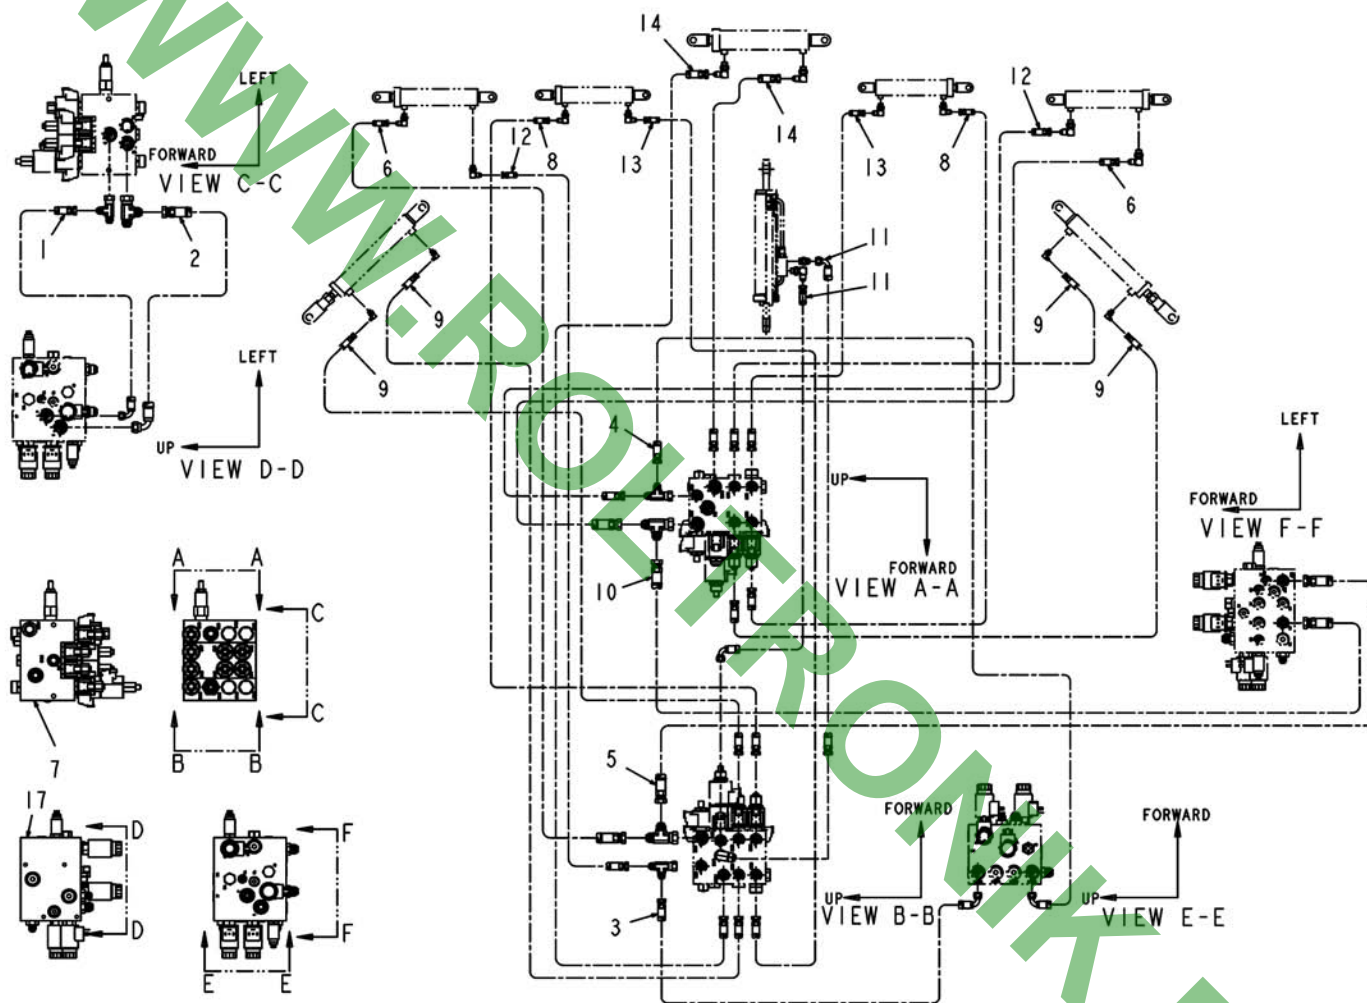 14
LEFT
12
14
6
12
8
13
13
8
FORWARD
VIEW C-C
6
1
2
11
11
9
9
9
9
LEFT
UP
VIEW D-D
4
LEFT
UP
FORWARD
VIEW F-F
A A
C
FORWARD
VIEW A-A
10
C
B B
7
5
17
D
F
FORWARD
FORWARD
UP
VIEW B-B
UP
VIEW E-E
3
D
F
E E
WWW.ROLTRONIK.